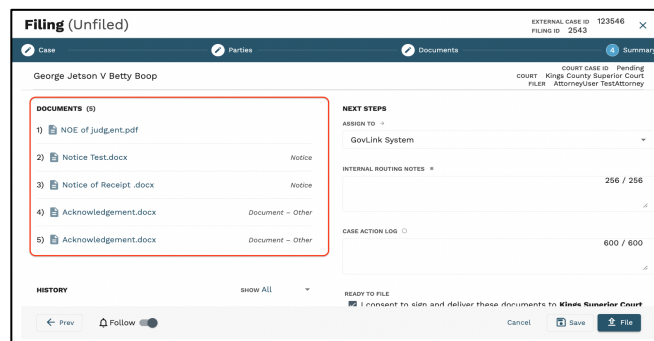 Filing (Unfiled)
EXTERNAL CASE ID 123546
FILING ID 2543
Case
Parties
Documents
4 Summary
George Jetson V Betty Boop
COURT CASE ID Pending
COURT Kings County Superior Court
FILER AttorneyUser TestAttorney
DOCUMENTS (5)
1) NOE of judg,ent.pdf
2) Notice Test.docx Notice
3) Notice of Receipt .docx Notice
4) Acknowledgement.docx Document – Other
5) Acknowledgement.docx Document – Other
HISTORY
SHOW All
NEXT STEPS
ASSIGN TO
GovLink System
INTERNAL ROUTING NOTES
256 / 256
CASE ACTION LOG
600 / 600
READY TO FILE
I consent to sign and deliver these documents to Kings Superior Court
Prev
Follow
Cancel
Save
File